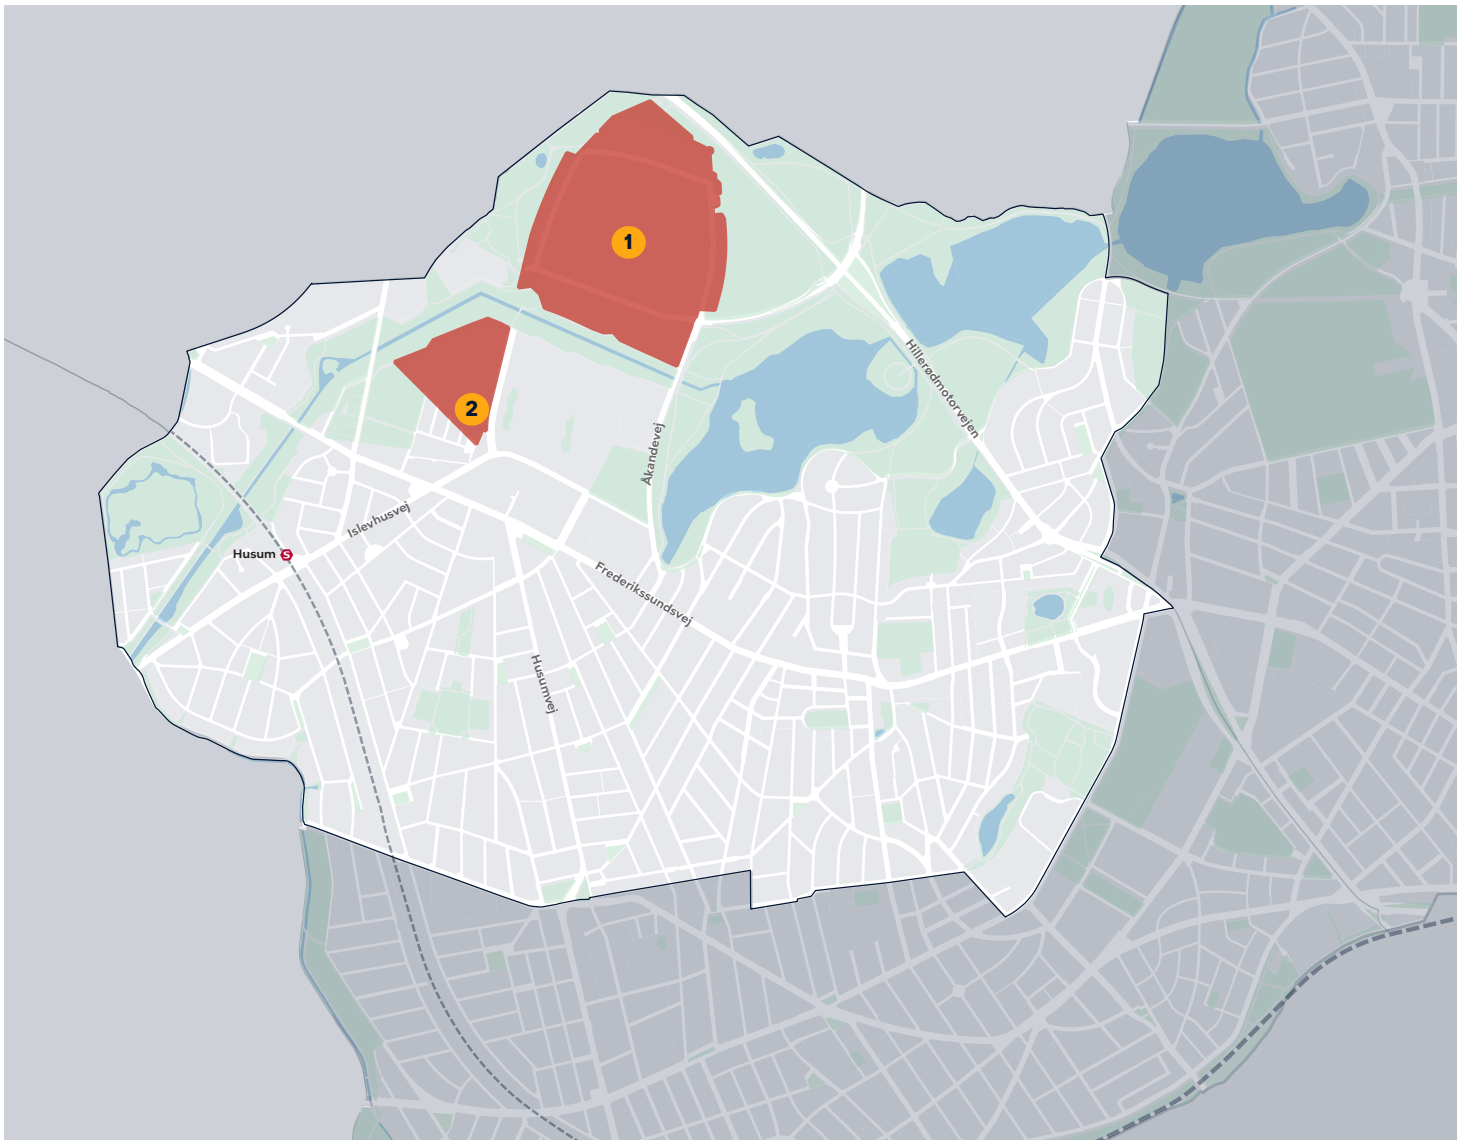 1
2
Hillerødmotorvejen
Åkandevej
Islevhusvej
Husum S
Frederikssundsvej
Husumvej